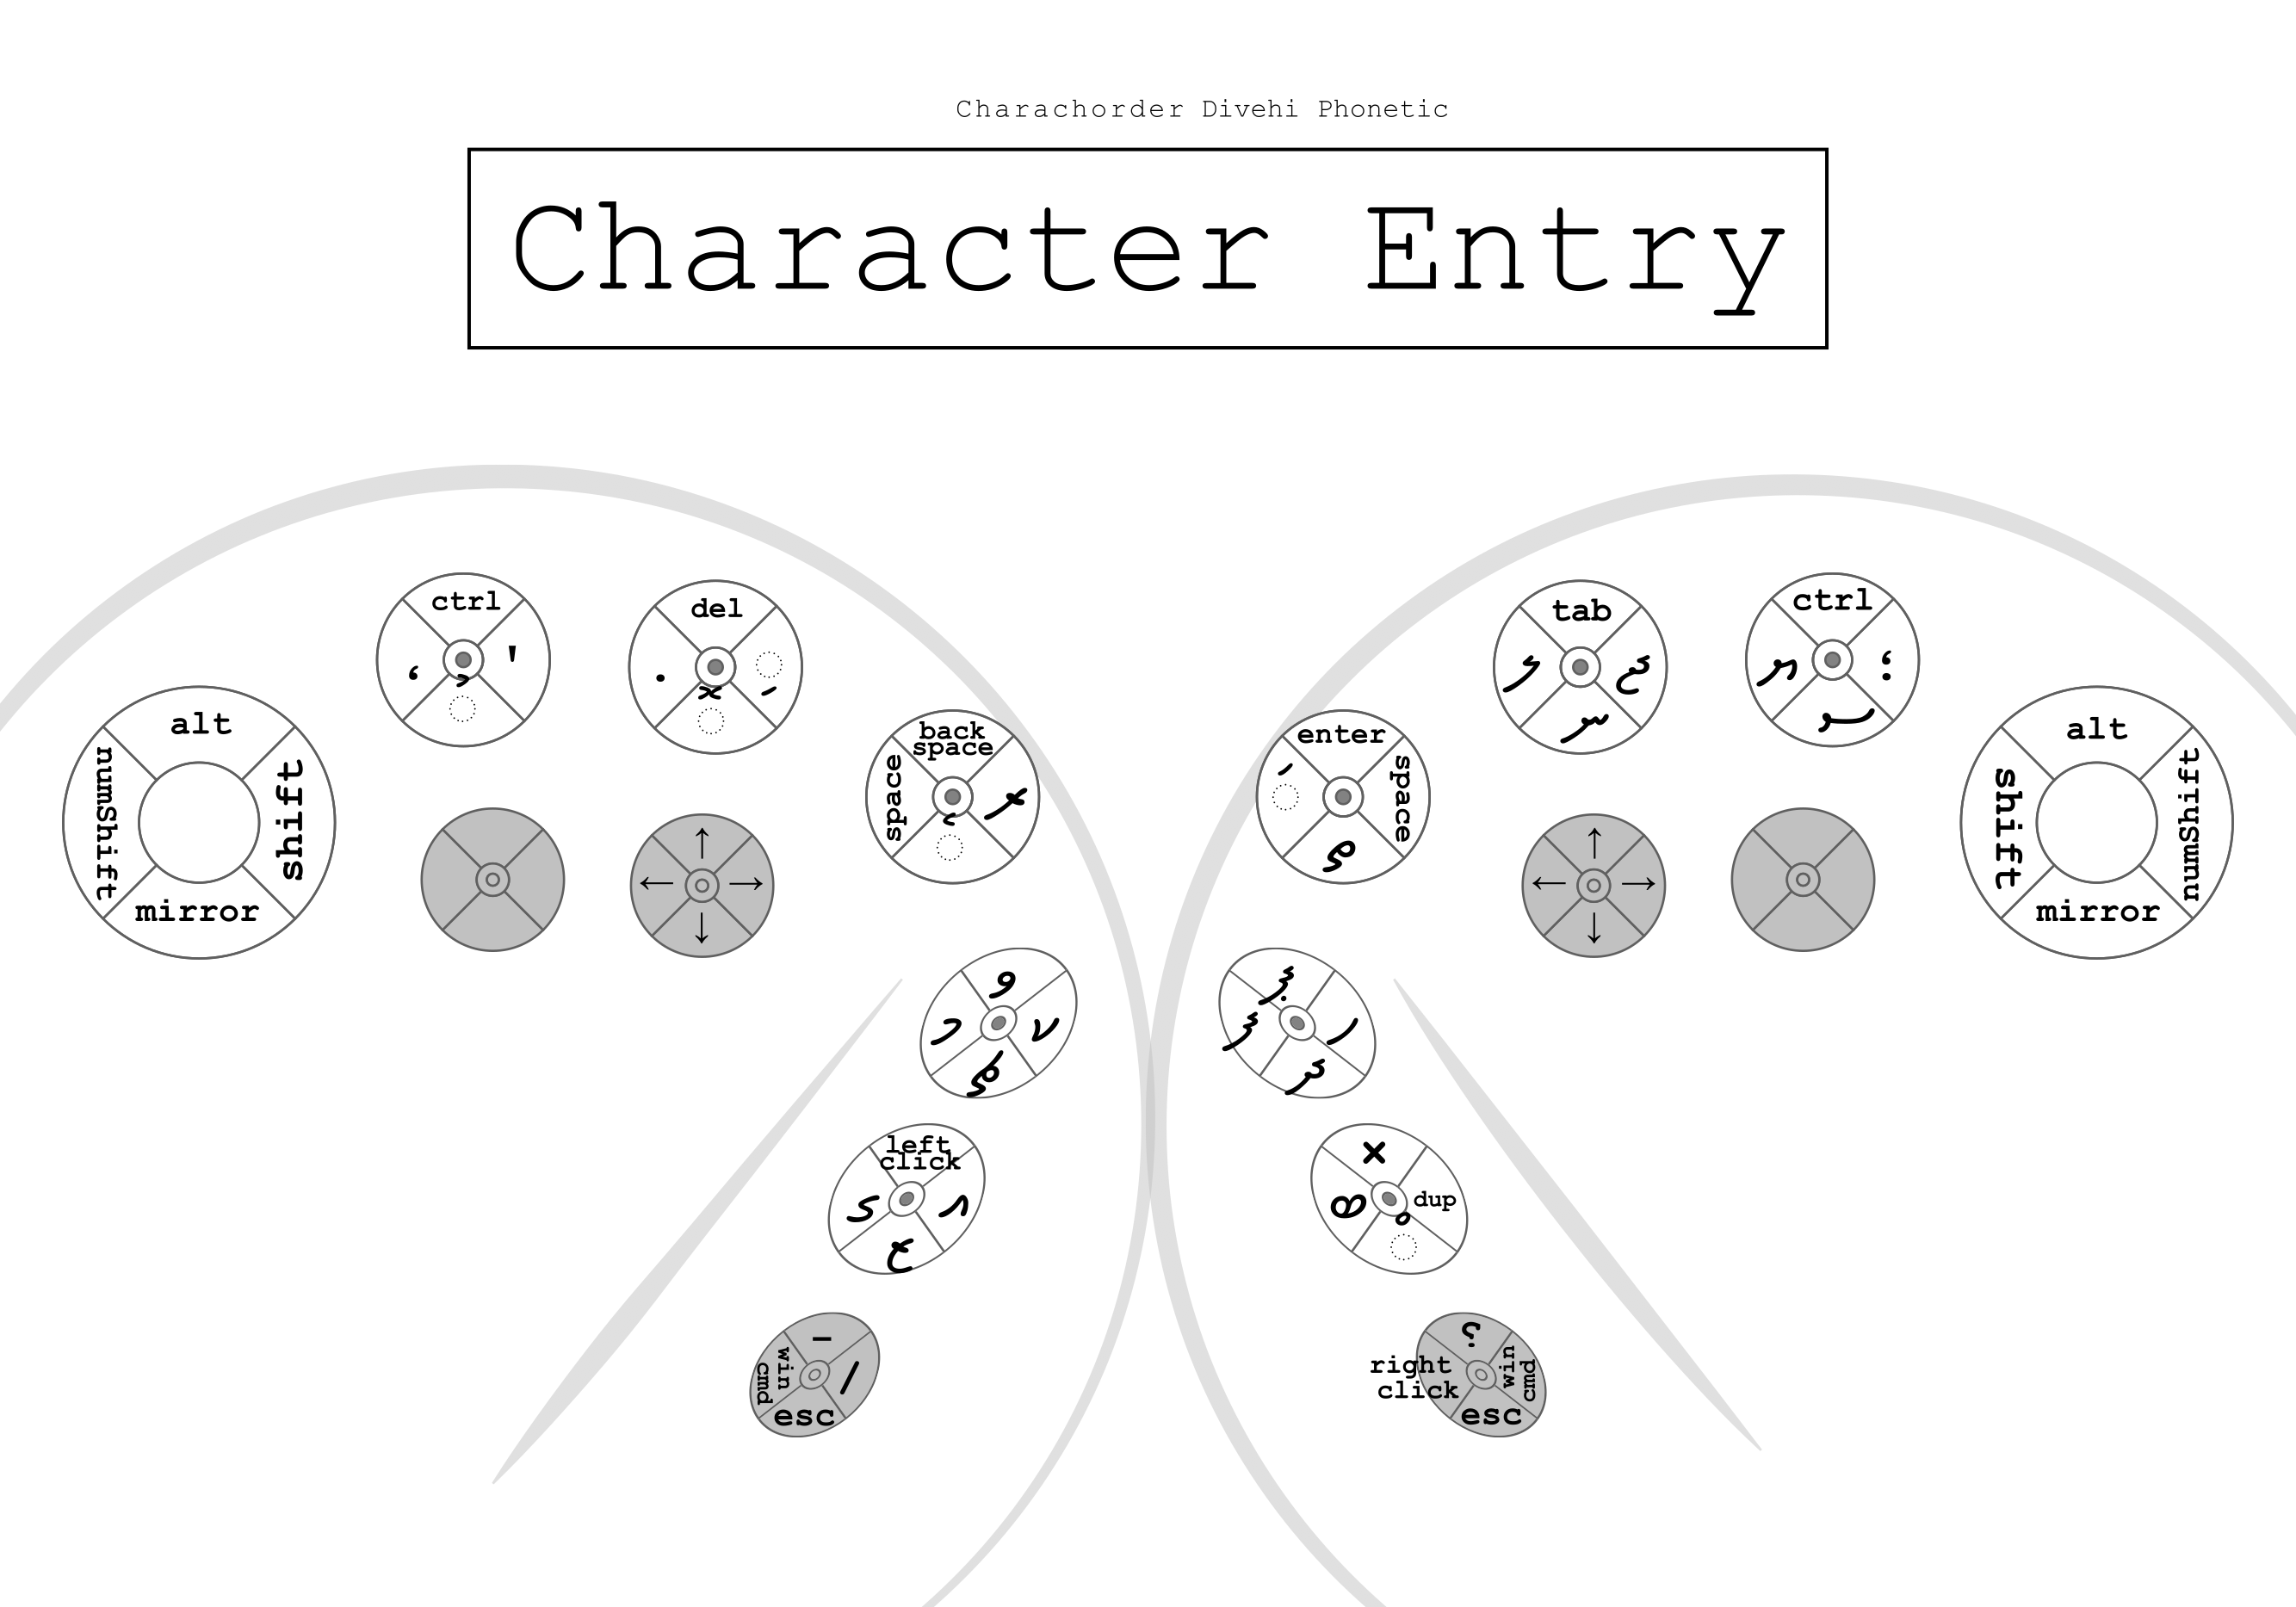 Charachorder Divehi Phonetic
Character Entry
ctrl
،
'
ު
del
.
ި
ޮ
tab
ނ
ޖ
ލ
ctrl
ޔ
؛
ސ
alt
numShift
shift
mirror
back
space
space
ރ
ެ
enter
ަ
space
ތ
alt
shift
numShift
mirror
↑
← →
↓
↑
← →
↓
ވ
މ
ކ
ޗ
ޕ
ފ
ހ
ދ
left
click
ގ
އ
ޒ
×
ބ
dup
ް
-
win
cmd
/
esc
؟
right
click
win
cmd
esc